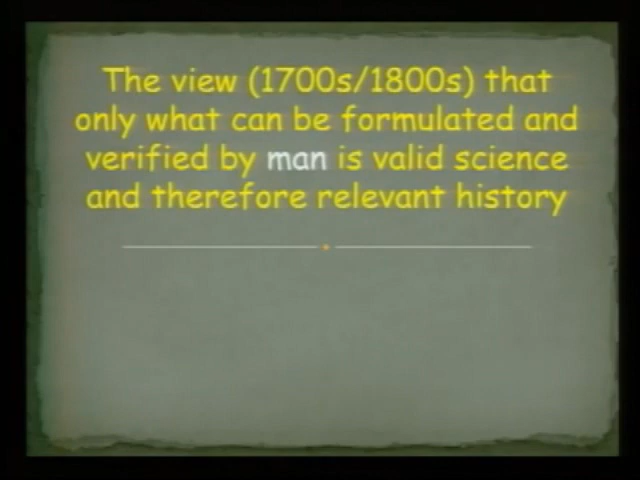 The view (1700s/1800s) that
only what can be formulated and
verified by man is valid science
and therefore relevant history